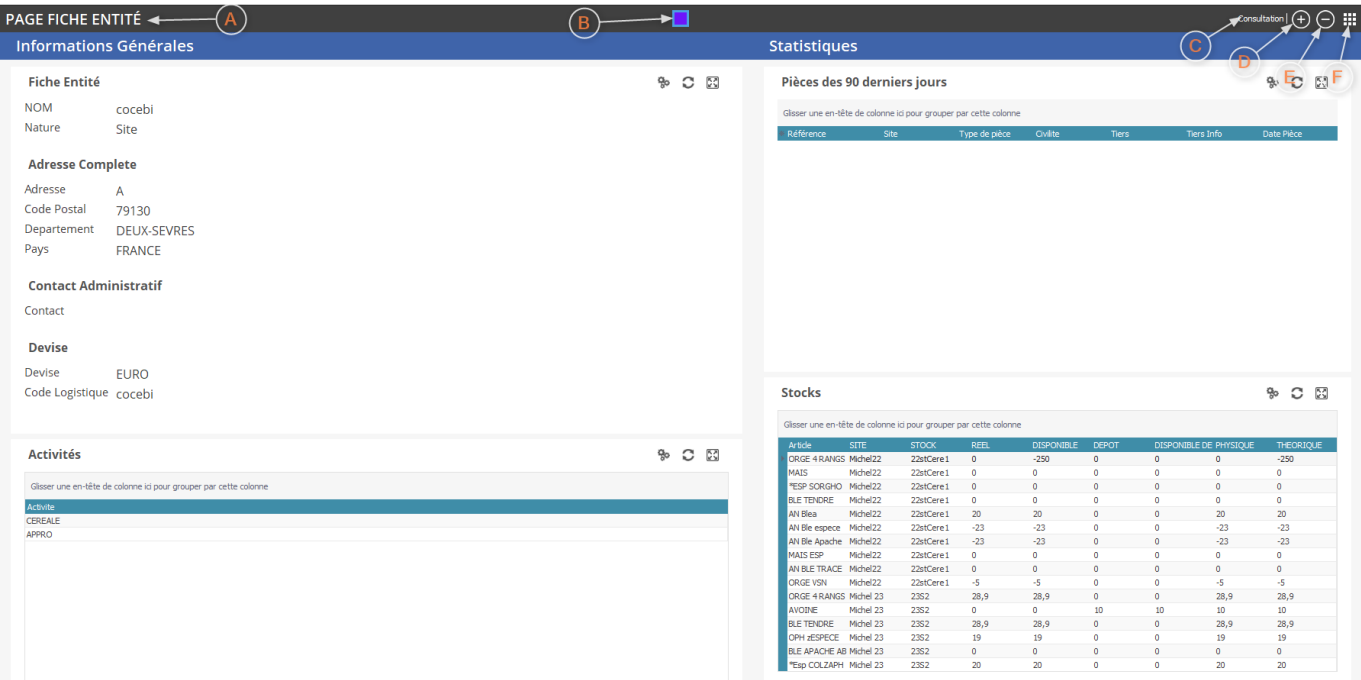 PAGE FICHE ENTITÉ A B Consultation |
C D E F
Informations Générales
Statistiques
Fiche Entité
NOM cocebi
Nature Site
Adresse Complete
Adresse A
Code Postal 79130
Departement DEUX-SEVRES
Pays FRANCE
Contact Administratif
Contact
Devise
Devise EURO
Code Logistique cocebi
Activités
Glisser une en-tête de colonne ici pour grouper par cette colonne
Activite
CEREALE
APPRO
Pièces des 90 derniers jours
Glisser une en-tête de colonne ici pour grouper par cette colonne
Référence Site Type de pièce Civilite Tiers Tiers Info Date Pièce
Stocks
Glisser une en-tête de colonne ici pour grouper par cette colonne
Article SITE STOCK REEL DISPONIBLE DEPOT DISPONIBLE DE PHYSIQUE THEORIQUE
ORGE 4 RANGS Michel22 22stCere1 0 -250 0 0 0 -250
MAIS Michel22 22stCere1 0 0 0 0 0 0
*ESP SORGHO Michel22 22stCere1 0 0 0 0 0 0
BLE TENDRE Michel22 22stCere1 0 0 0 0 0 0
AN Blea Michel22 22stCere1 20 20 0 0 20 20
AN Ble espece Michel22 22stCere1 -23 -23 0 0 -23 -23
AN Ble Apache Michel22 22stCere1 -23 -23 0 0 -23 -23
MAIS ESP Michel22 22stCere1 0 0 0 0 0 0
AN BLE TRACE Michel22 22stCere1 0 0 0 0 0 0
ORGE VSN Michel22 22stCere1 -5 -5 0 0 -5 -5
ORGE 4 RANGS Michel 23 23S2 28,9 28,9 0 0 28,9 28,9
AVOINE Michel 23 23S2 0 0 10 10 10 10
BLE TENDRE Michel 23 23S2 28,9 28,9 0 0 28,9 28,9
OPH zESPECE Michel 23 23S2 19 19 0 0 19 19
BLE APACHE AB Michel 23 23S2 0 0 0 0 0 0
*Esp COLZAPH Michel 23 23S2 20 20 0 0 20 20